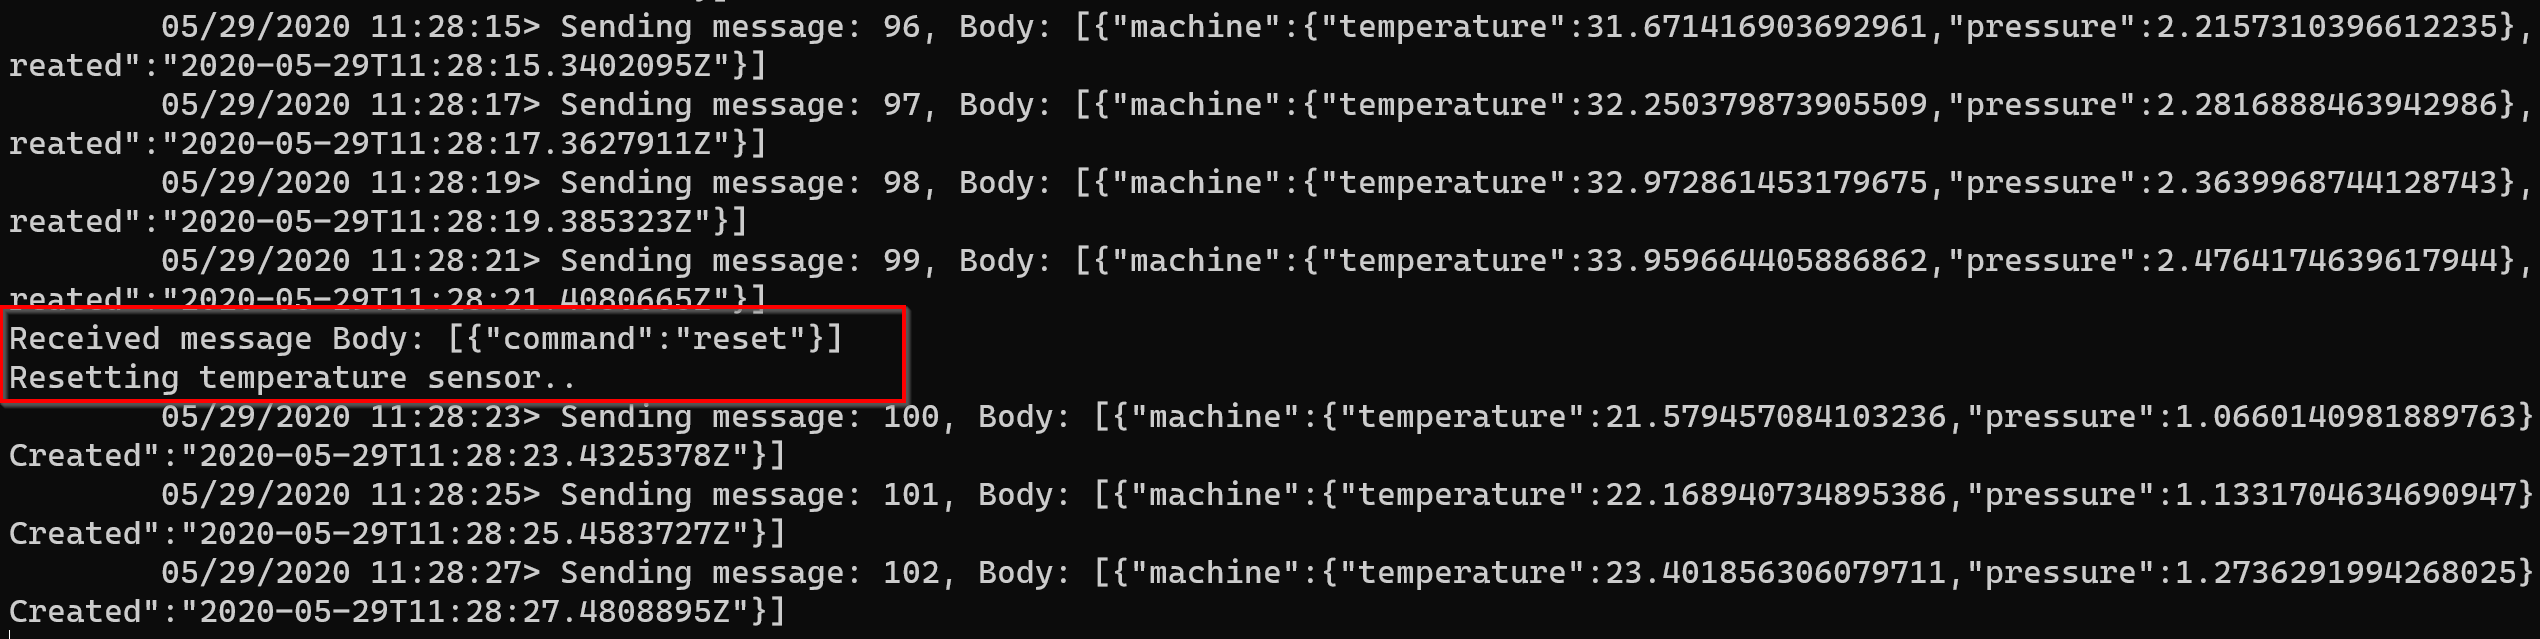 05/29/2020 11:28:15> Sending message: 96, Body: [{"machine":{"temperature":31.671416903692961,"pressure":2.2157310396612235},
reated":"2020-05-29T11:28:15.3402095Z"}]
05/29/2020 11:28:17> Sending message: 97, Body: [{"machine":{"temperature":32.250379873905509,"pressure":2.2816888463942986},
reated":"2020-05-29T11:28:17.3627911Z"}]
05/29/2020 11:28:19> Sending message: 98, Body: [{"machine":{"temperature":32.972861453179675,"pressure":2.3639968744128743},
reated":"2020-05-29T11:28:19.385323Z"}]
05/29/2020 11:28:21> Sending message: 99, Body: [{"machine":{"temperature":33.959664405886862,"pressure":2.4764174639617944},
reated":"2020-05-29T11:28:21.4080665Z"}]
Received message Body: [{"command":"reset"}]
Resetting temperature sensor..
05/29/2020 11:28:23> Sending message: 100, Body: [{"machine":{"temperature":21.579457084103236,"pressure":1.0660140981889763}
Created":"2020-05-29T11:28:23.4325378Z"}]
05/29/2020 11:28:25> Sending message: 101, Body: [{"machine":{"temperature":22.168940734895386,"pressure":1.1331704634690947}
Created":"2020-05-29T11:28:25.4583727Z"}]
05/29/2020 11:28:27> Sending message: 102, Body: [{"machine":{"temperature":23.401856306079711,"pressure":1.2736291994268025}
Created":"2020-05-29T11:28:27.4808895Z"}]